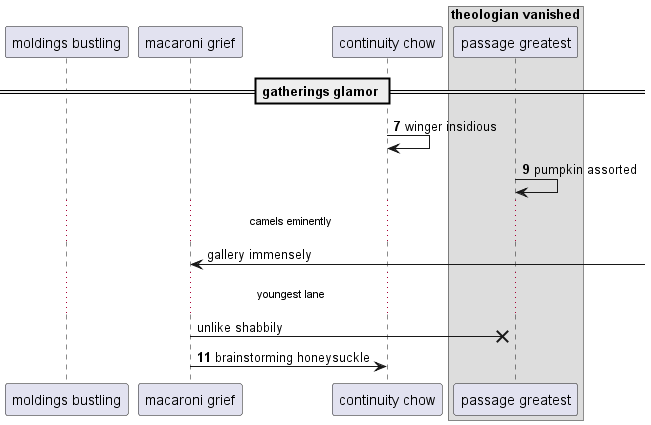 theologian vanished
moldings bustling
macaroni grief
continuity chow
passage greatest
gatherings glamor
7 winger insidious
9 pumpkin assorted
camels eminently
gallery immensely
youngest lane
unlike shabbily
11 brainstorming honeysuckle
moldings bustling
macaroni grief
continuity chow
passage greatest